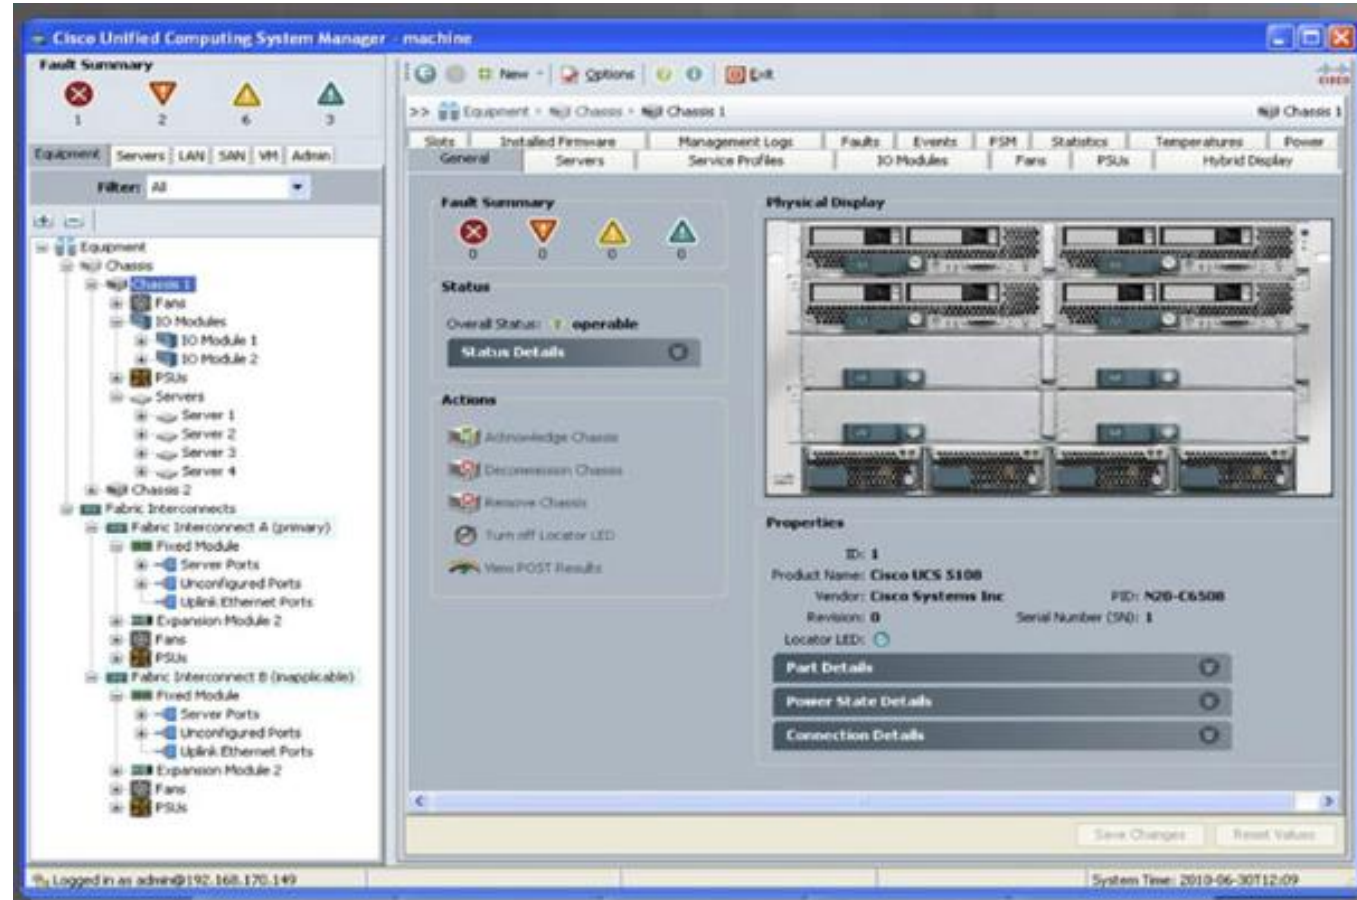 Cisco Unified Computing System Manager - machine
Fault Summary
1 2 6 3
Equipment Servers LAN SAN VM Admin
Filter: All
Equipment
Chassis
Chassis 1
Fans
IO Modules
IO Module 1
IO Module 2
PSUs
Servers
Server 1
Server 2
Server 3
Server 4
Chassis 2
Fabric Interconnects
Fabric Interconnect A (primary)
Fixed Module
Server Ports
Unconfigured Ports
Uplink Ethernet Ports
Expansion Module 2
Fans
PSUs
Fabric Interconnect B (inapplicable)
Fixed Module
Server Ports
Unconfigured Ports
Uplink Ethernet Ports
Expansion Module 2
Fans
PSUs
New Options Exit
CISCO
>> Equipment Chassis Chassis 1 Chassis 1
Slots Installed Firmware Management Logs Faults Events FSM Statistics Temperatures Power
General Servers Service Profiles IO Modules Fans PSUs Hybrid Display
Fault Summary
0 0 0 0
Status
Overall Status: operable
Status Details
Actions
Acknowledge Chassis
Decommission Chassis
Remove Chassis
Turn off Locator LED
View POST Results
Physical Display
Properties
ID: 1
Product Name: Cisco UCS 5108
Vendor: Cisco Systems Inc PID: N20-C6508
Revision: 0 Serial Number (SN): 1
Locator LED:
Part Details
Power State Details
Connection Details
Save Changes Reset Values
Logged in as admin@192.168.170.149
System Time: 2010-06-30T12:09